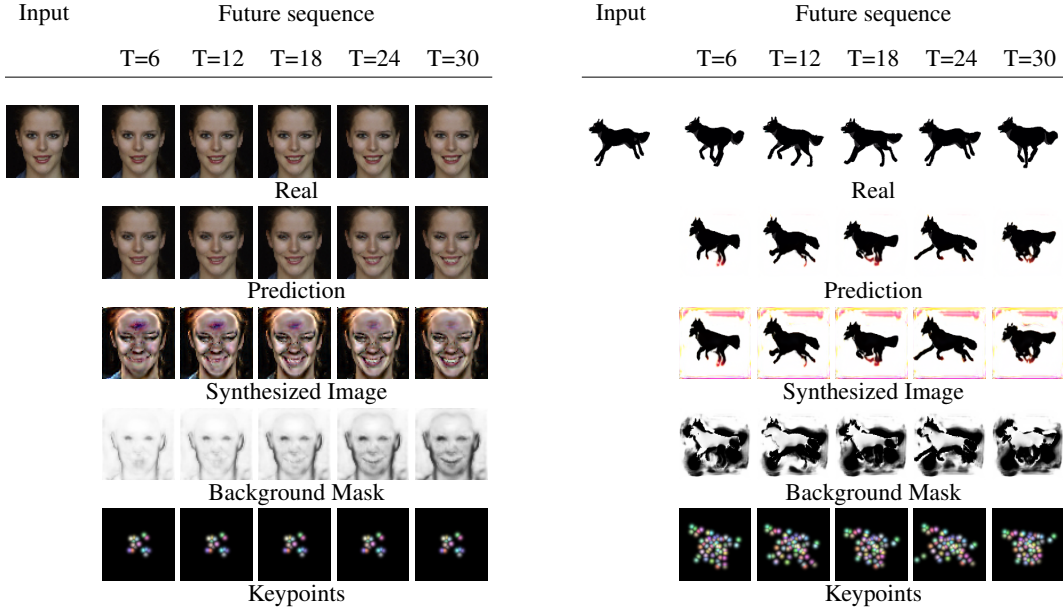 Input Future sequence
T=6 T=12 T=18 T=24 T=30
Real
Prediction
Synthesized Image
Background Mask
Keypoints
Input Future sequence
T=6 T=12 T=18 T=24 T=30
Real
Prediction
Synthesized Image
Background Mask
Keypoints